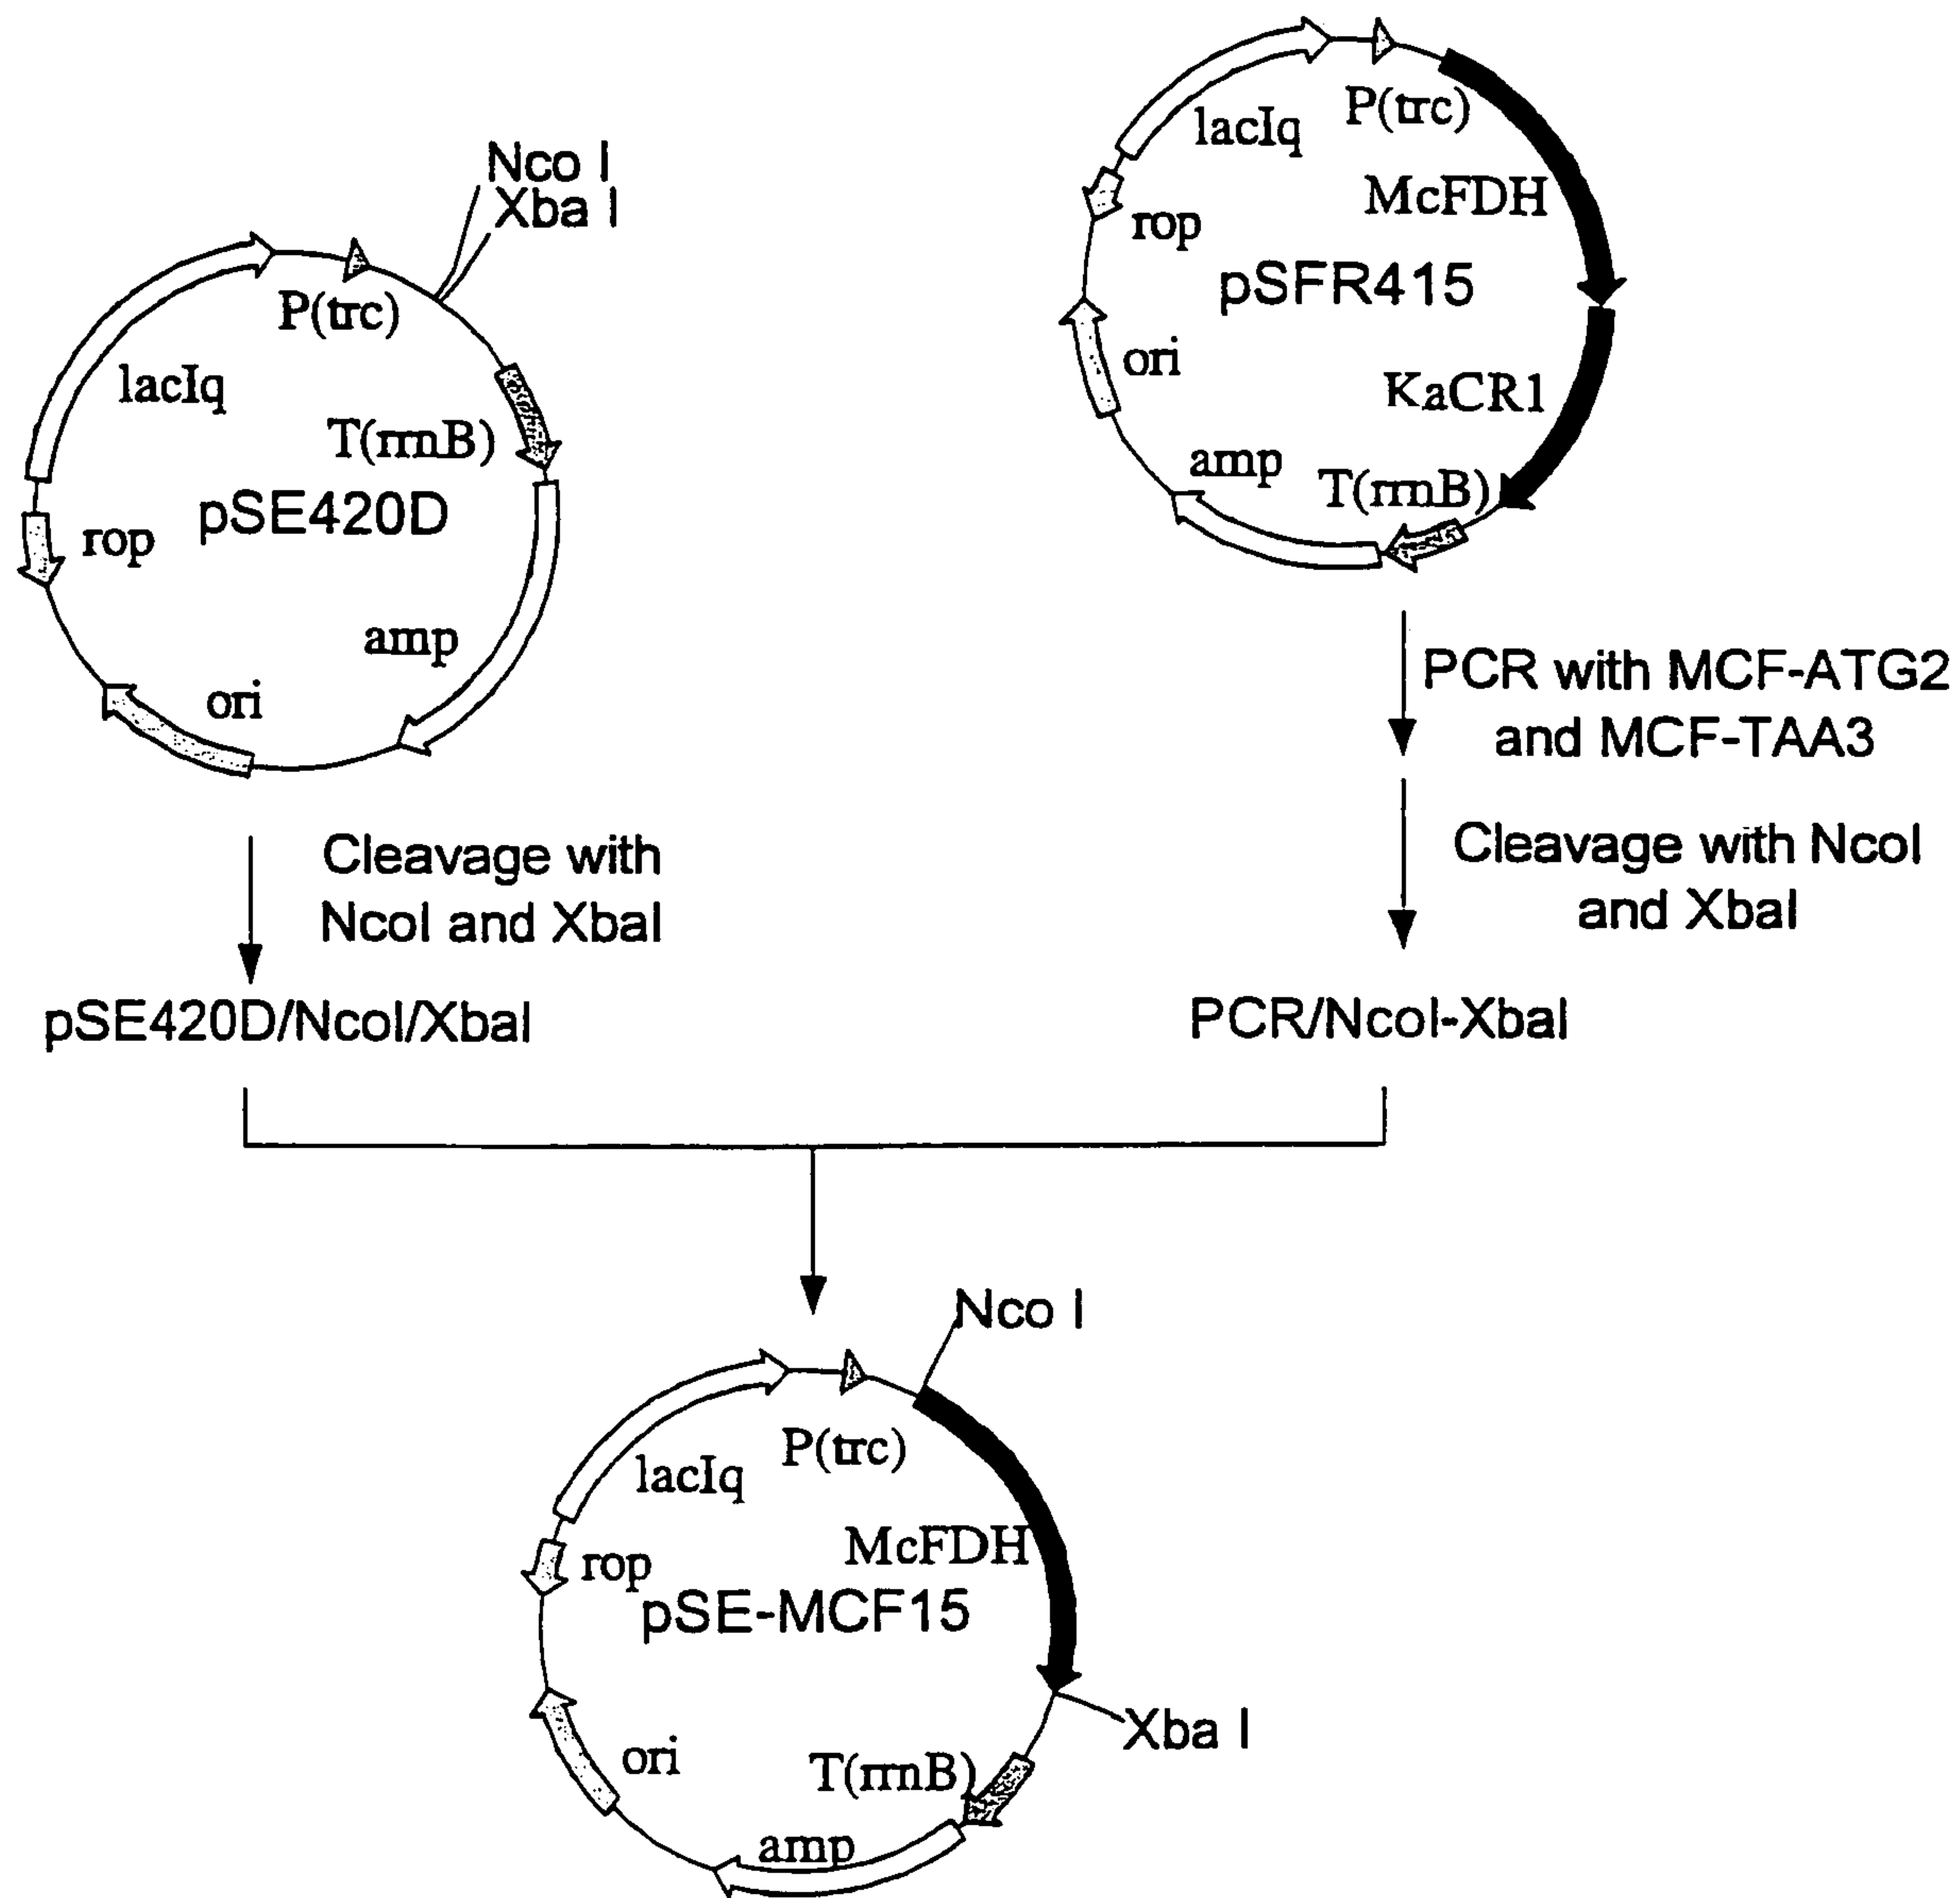 Nco I
Xba I
P(trc)
lacIq
T(rrnB)
pSE420D
rop
amp
ori
Cleavage with
NcoI and XbaI
pSE420D/NcoI/XbaI
P(trc)
lacIq
McFDH
rop
pSFR415
ori
KaCR1
amp
T(rrnB)
PCR with MCF-ATG2
and MCF-TAA3
Cleavage with NcoI
and XbaI
PCR/NcoI-XbaI
Nco I
P(trc)
lacIq
McFDH
rop
pSE-MCF15
Xba I
ori
T(rrnB)
amp